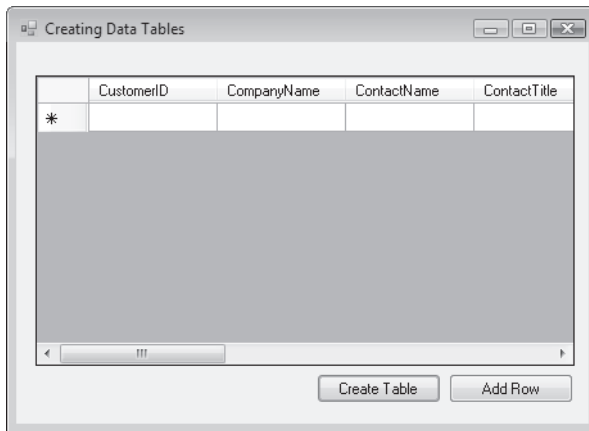 Creating Data Tables
CustomerID CompanyName ContactName ContactTitle
Create Table Add Row